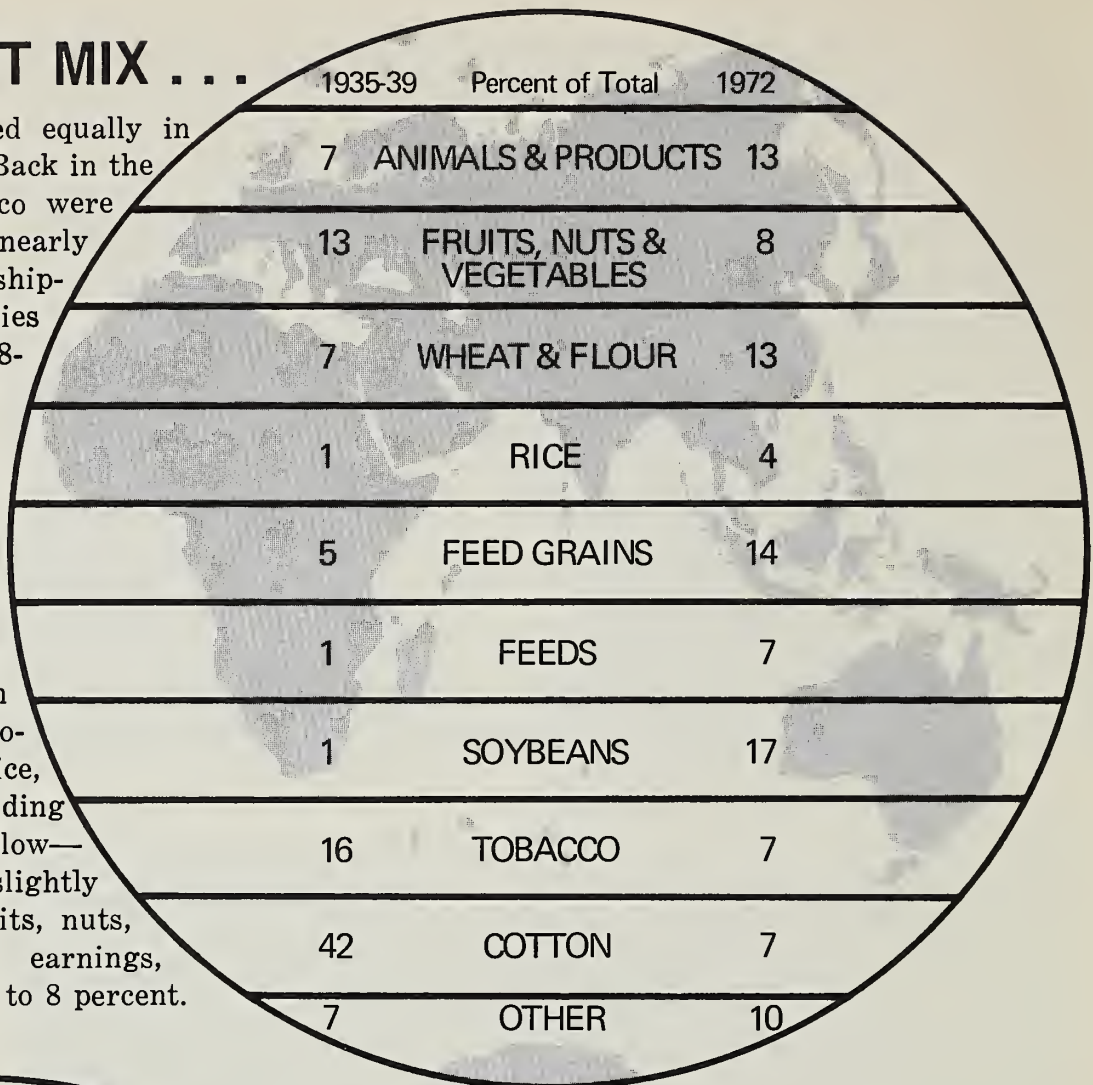 T MIX . . .
ed equally in
Back in the
co were
nearly
ship-
ies
8-
n
o-
ice,
ding
low—
slightly
its, nuts,
earnings,
to 8 percent.
1935-39 Percent of Total 1972
7 ANIMALS & PRODUCTS 13
13 FRUITS, NUTS & 8
VEGETABLES
7 WHEAT & FLOUR 13
1 RICE 4
5 FEED GRAINS 14
1 FEEDS 7
1 SOYBEANS 17
16 TOBACCO 7
42 COTTON 7
7 OTHER 10